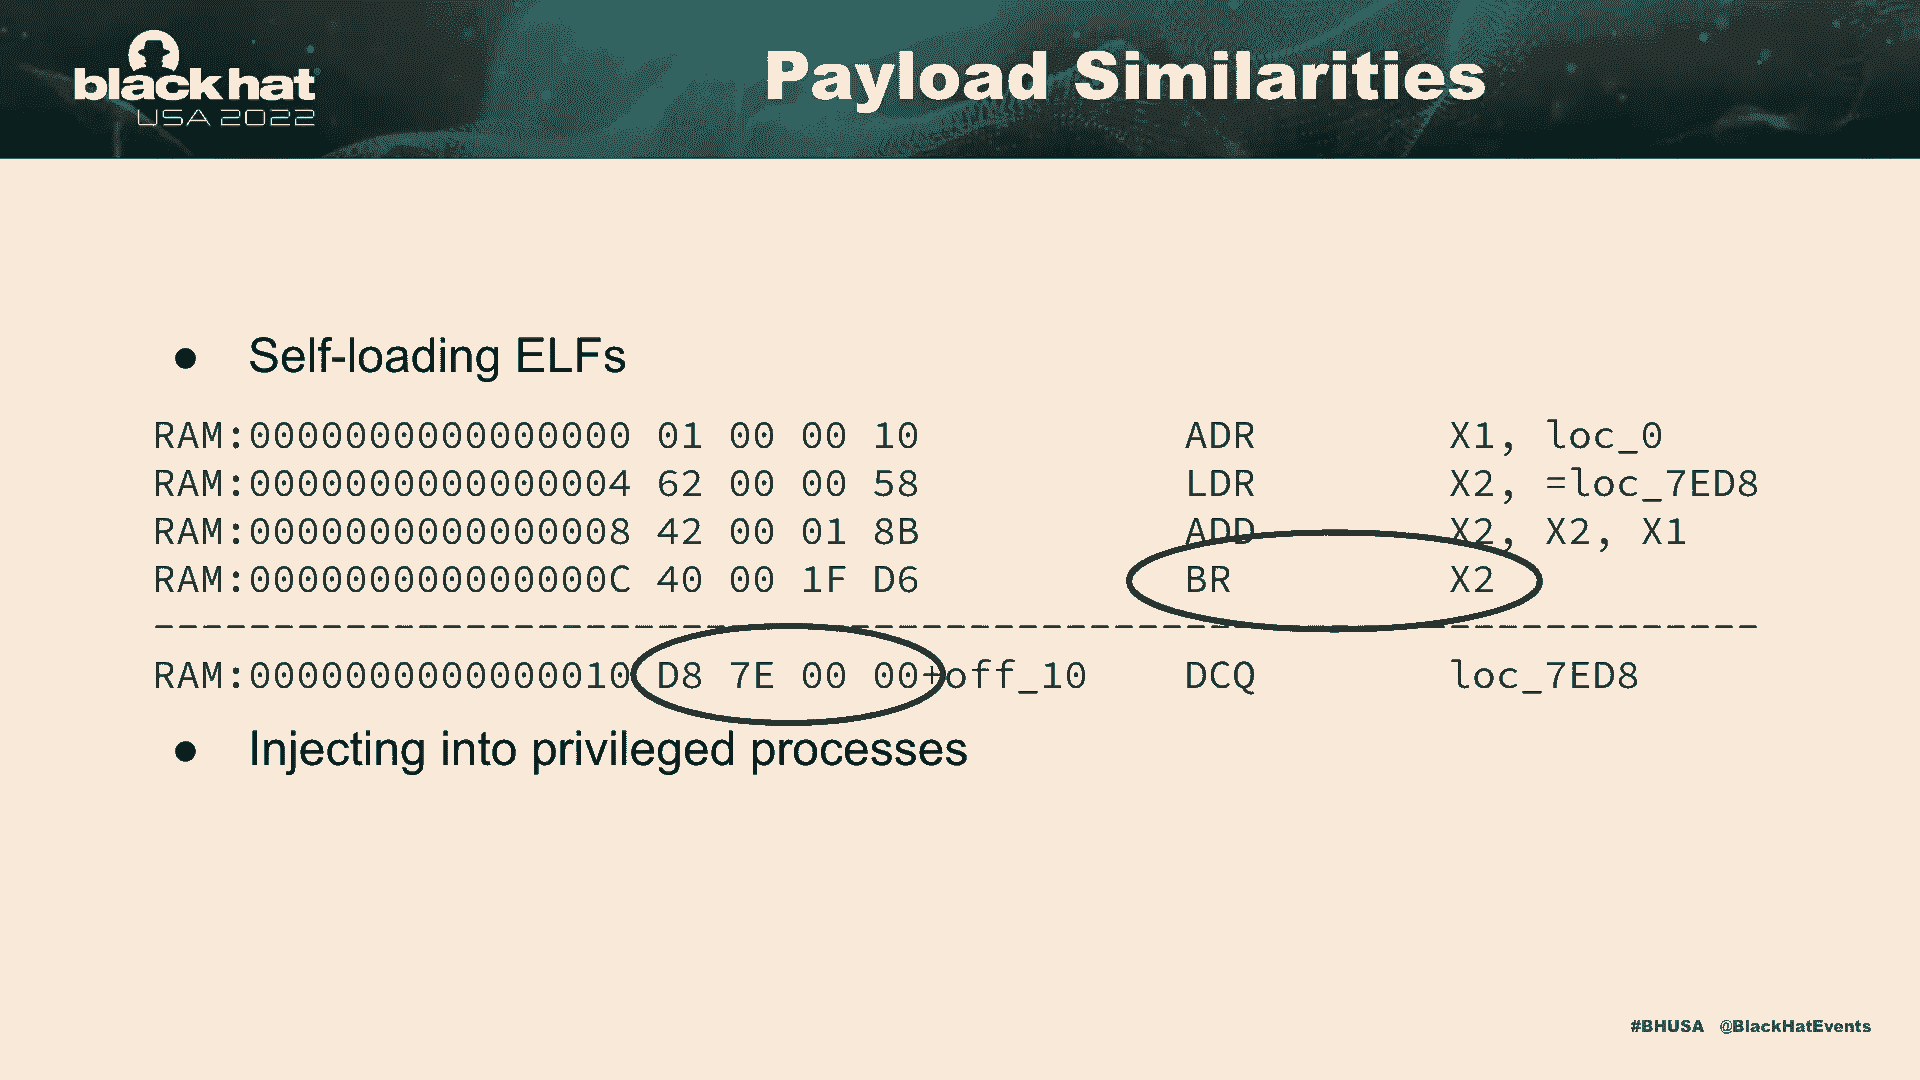 black hat
USA 2022
Payload Similarities
● Self-loading ELFs
RAM:0000000000000000 01 00 00 10 ADR X1, loc_0
RAM:0000000000000004 62 00 00 58 LDR X2, =loc_7ED8
RAM:0000000000000008 42 00 01 8B ADD X2, X2, X1
RAM:000000000000000C 40 00 1F D6 BR X2
-------------------------------------------------------------------
RAM:0000000000000010 D8 7E 00 00+off_10 DCQ loc_7ED8
● Injecting into privileged processes
#BHUSA @BlackHatEvents